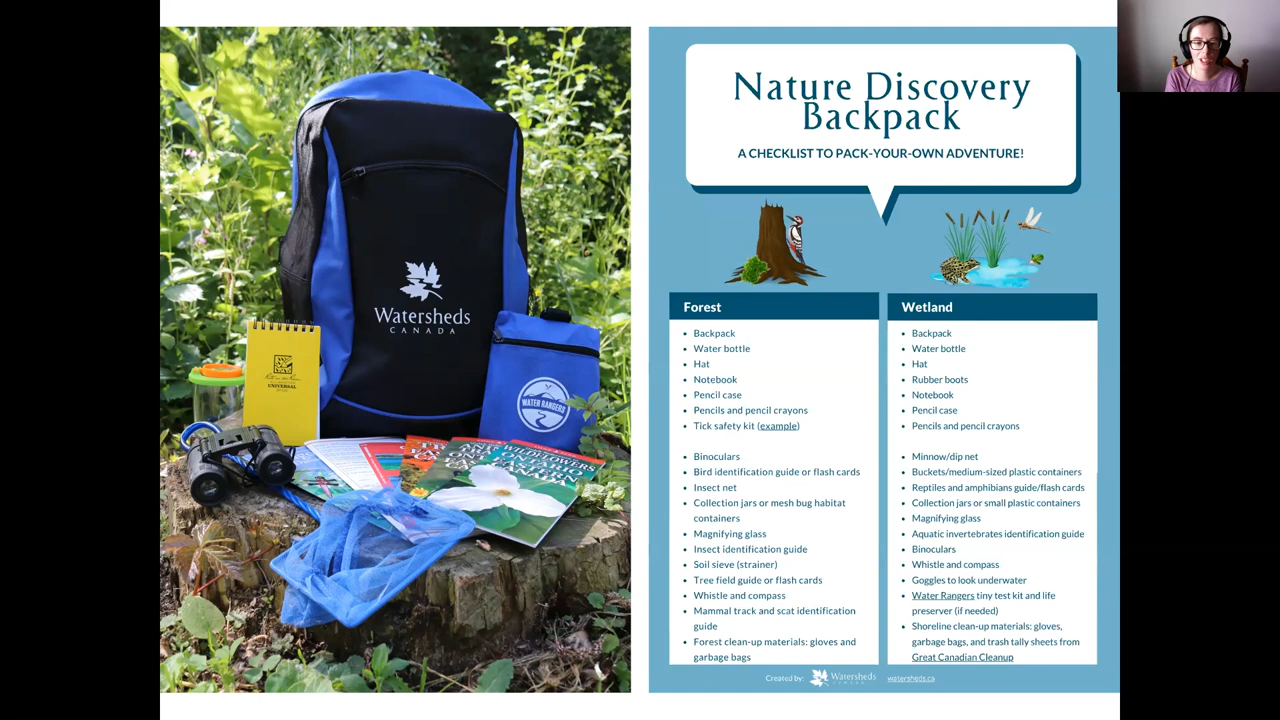 Watersheds
CANADA
UNIVERSAL
WATER RANGERS
WILDFLOWERS
Nature Discovery
Backpack
A CHECKLIST TO PACK-YOUR-OWN ADVENTURE!
Forest
• Backpack
• Water bottle
• Hat
• Notebook
• Pencil case
• Pencils and pencil crayons
• Tick safety kit (example)
• Binoculars
• Bird identification guide or flash cards
• Insect net
• Collection jars or mesh bug habitat
containers
• Magnifying glass
• Insect identification guide
• Soil sieve (strainer)
• Tree field guide or flash cards
• Whistle and compass
• Mammal track and scat identification
guide
• Forest clean-up materials: gloves and
garbage bags
Wetland
• Backpack
• Water bottle
• Hat
• Rubber boots
• Notebook
• Pencil case
• Pencils and pencil crayons
• Minnow/dip net
• Buckets/medium-sized plastic containers
• Reptiles and amphibians guide/flash cards
• Collection jars or small plastic containers
• Magnifying glass
• Aquatic invertebrates identification guide
• Binoculars
• Whistle and compass
• Goggles to look underwater
• Water Rangers tiny test kit and life
preserver (if needed)
• Shoreline clean-up materials: gloves,
garbage bags, and trash tally sheets from
Great Canadian Cleanup
Created by: Watersheds
CANADA
watersheds.ca